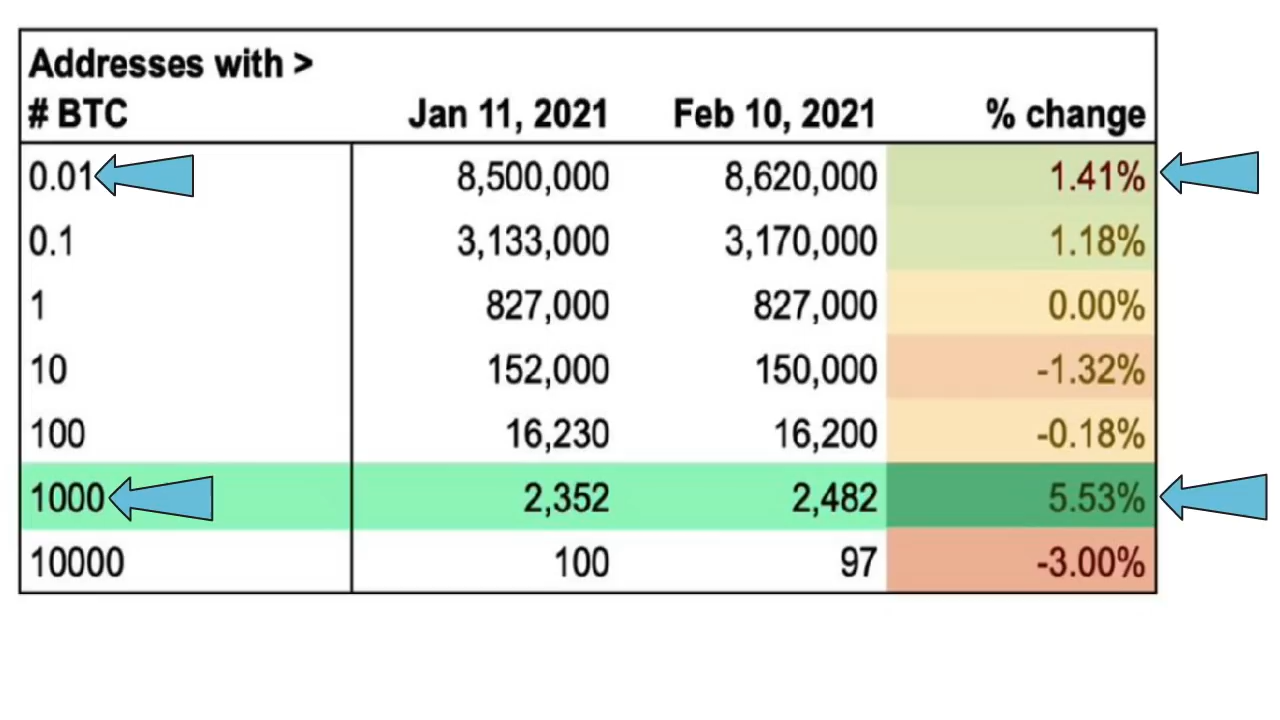 Addresses with >
# BTC Jan 11, 2021 Feb 10, 2021 % change
0.01 8,500,000 8,620,000 1.41%
0.1 3,133,000 3,170,000 1.18%
1 827,000 827,000 0.00%
10 152,000 150,000 -1.32%
100 16,230 16,200 -0.18%
1000 2,352 2,482 5.53%
10000 100 97 -3.00%